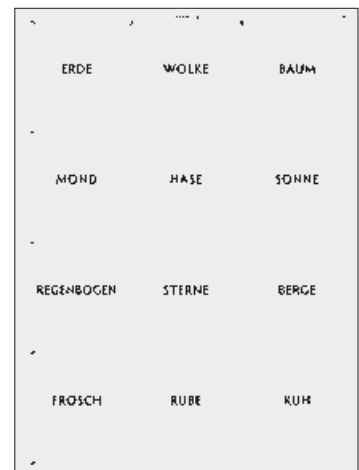 ERDE WOLKE BAUM
MOND HASE SONNE
REGENBOGEN STERNE BERGE
FROSCH RUBE KUH